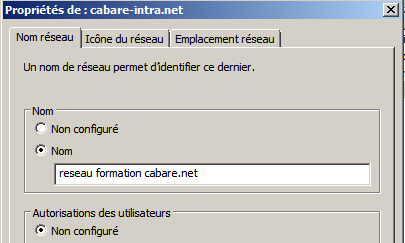 Propriétés de : cabare-intra.net
Nom réseau Icône du réseau Emplacement réseau
Un nom de réseau permet d'identifier ce dernier.
Nom
Non configuré
Nom
reseau formation cabare.net
Autorisations des utilisateurs
Non configuré